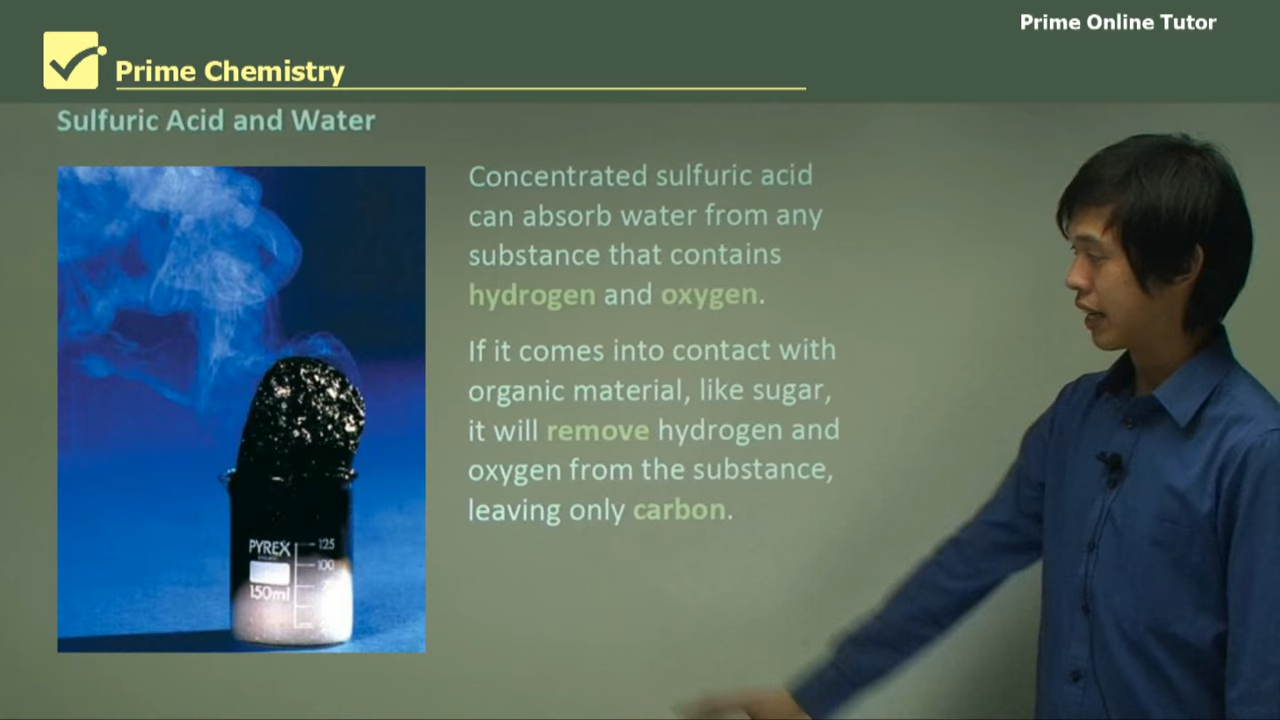 Prime Online Tutor
Prime Chemistry
Sulfuric Acid and Water
Concentrated sulfuric acid
can absorb water from any
substance that contains
hydrogen and oxygen.
If it comes into contact with
organic material, like sugar,
it will remove hydrogen and
oxygen from the substance,
leaving only carbon.
PYREX
125
100
150ml